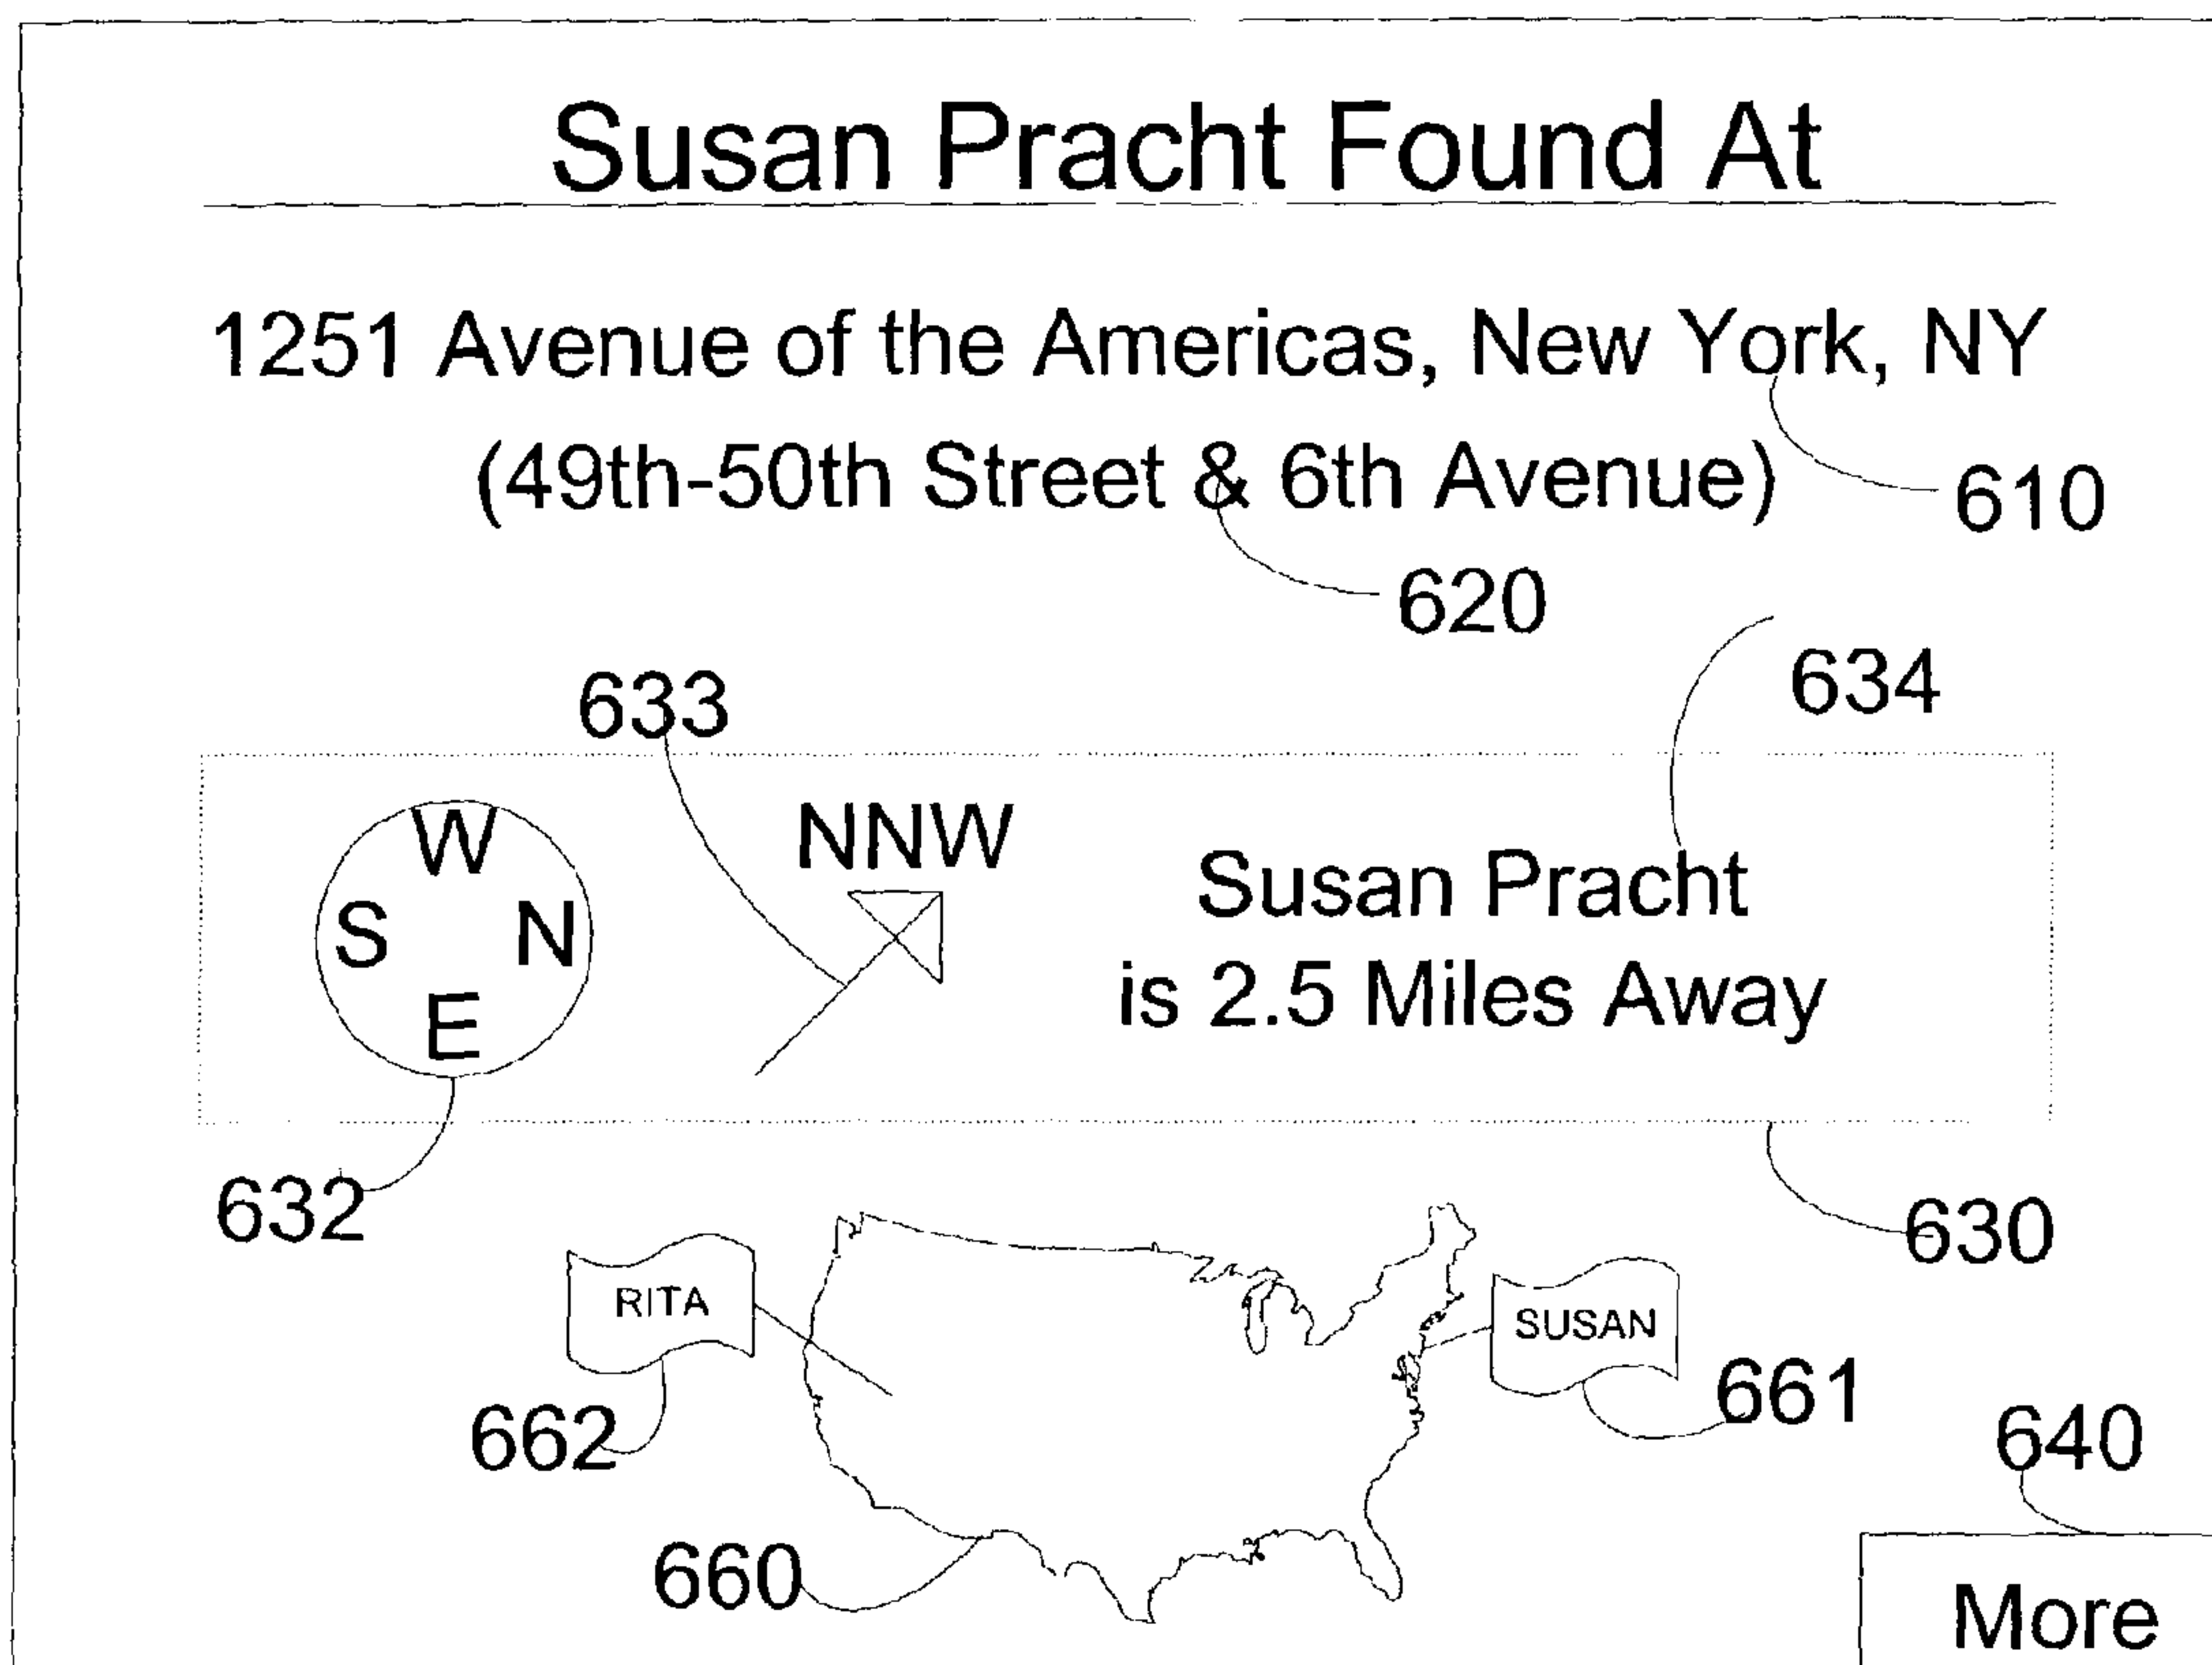 Susan Pracht Found At
1251 Avenue of the Americas, New York, NY
(49th-50th Street & 6th Avenue)
610
620
634
633
NNW
W
S N
E
Susan Pracht
is 2.5 Miles Away
632
630
RITA
SUSAN
661
662
640
660
More